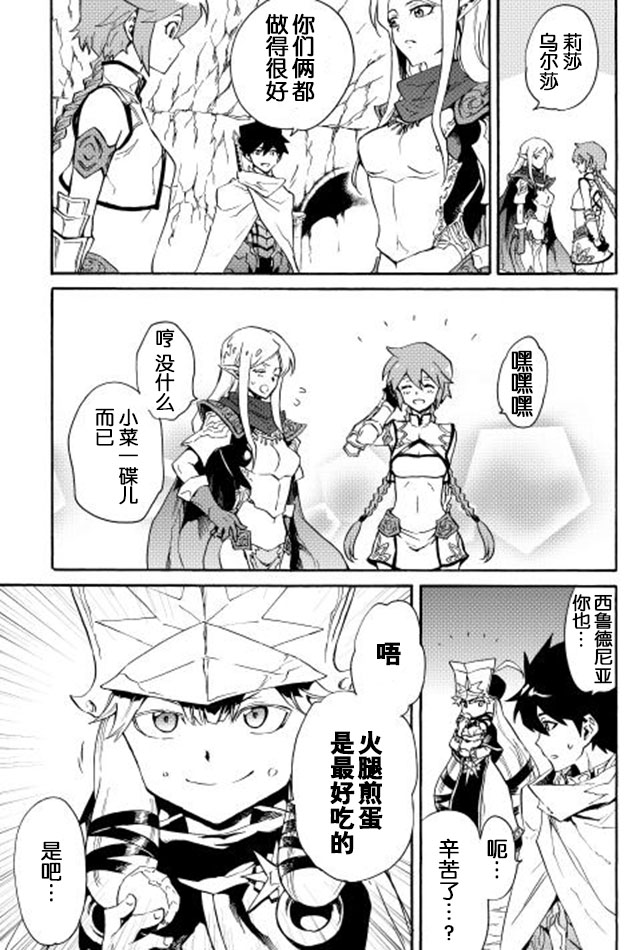 莉莎
乌尔莎
你们俩都
做得很好
嘿嘿嘿
哼 没什么
小菜一碟儿
而已
西鲁德尼亚
你也…
呃…
辛苦了…?
唔
火腿煎蛋
是最好吃的
是吧…